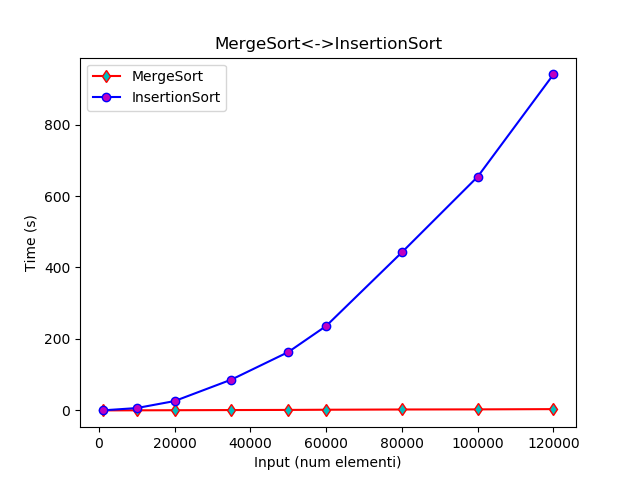 MergeSort<->InsertionSort
MergeSort
InsertionSort
Time (s)
800
600
400
200
0
0 20000 40000 60000 80000 100000 120000
Input (num elementi)